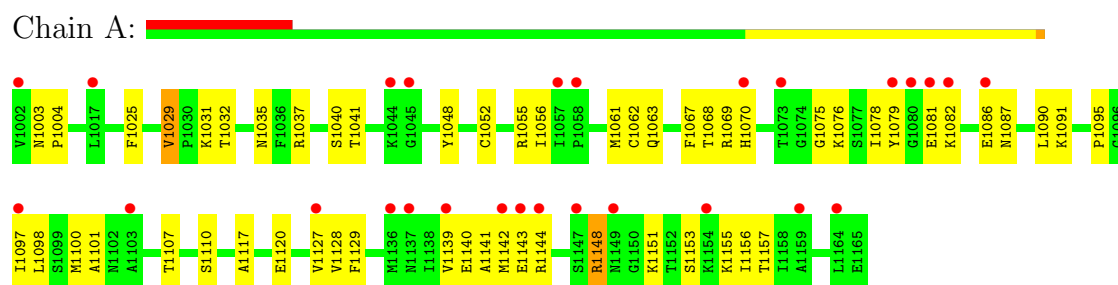 Chain A:
V1002 N1003 P1004 L1017 F1025 V1029 P1030 K1031 T1032 N1035 F1036 R1037 S1040 T1041 K1044 G1045 Y1048 C1052 R1055 I1056 I1057 P1058 M1061 C1062 Q1063 F1067 T1068 R1069 H1070 T1073 G1074 G1075 K1076 S1077 I1078 Y1079 G1080 E1081 K1082 E1086 N1087 L1090 K1091 P1095 G1096
I1097 L1098 S1099 M1100 A1101 N1102 A1103 T1107 S1110 A1117 E1120 V1127 V1128 F1129 M1136 N1137 I1138 V1139 E1140 A1141 M1142 E1143 R1144 S1147 R1148 N1149 G1150 K1151 T1152 S1153 K1154 K1155 I1156 T1157 I1158 A1159 L1164 E1165